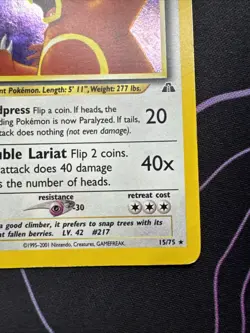 nt Pokémon. Length: 5' 11", Weight: 277 lbs.
dpress Flip a coin. If heads, the
ding Pokémon is now Paralyzed. If tails,
ttack does nothing (not even damage).
20
uble Lariat Flip 2 coins.
attack does 40 damage
s the number of heads.
40x
resistance
-30
retreat cost
a good climber, it prefers to snap trees with its
at fallen berries. LV. 42 #217
©1995-2001 Nintendo, Creatures, GAMEFREAK.
15/75 ★